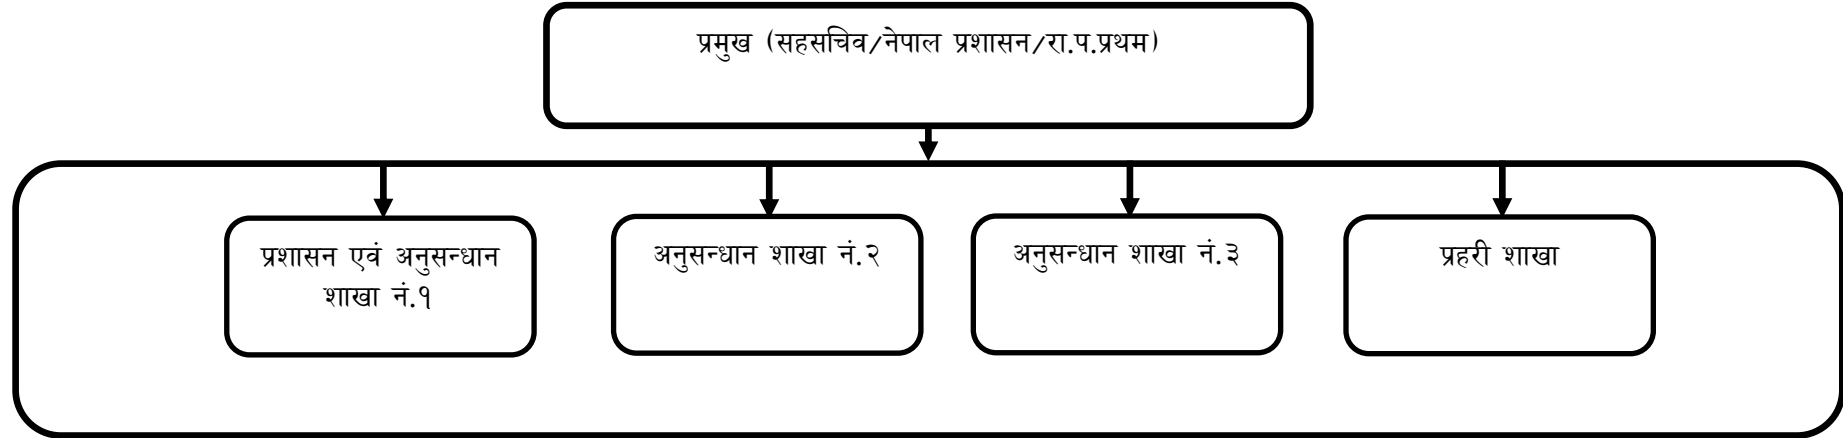 प्रमुख (सहसचिव/नेपाल प्रशासन/रा.प.प्रथम)
प्रशासन एवं अनुसन्धान
शाखा नं.१
अनुसन्धान शाखा नं.२
अनुसन्धान शाखा नं.३
प्रहरी शाखा